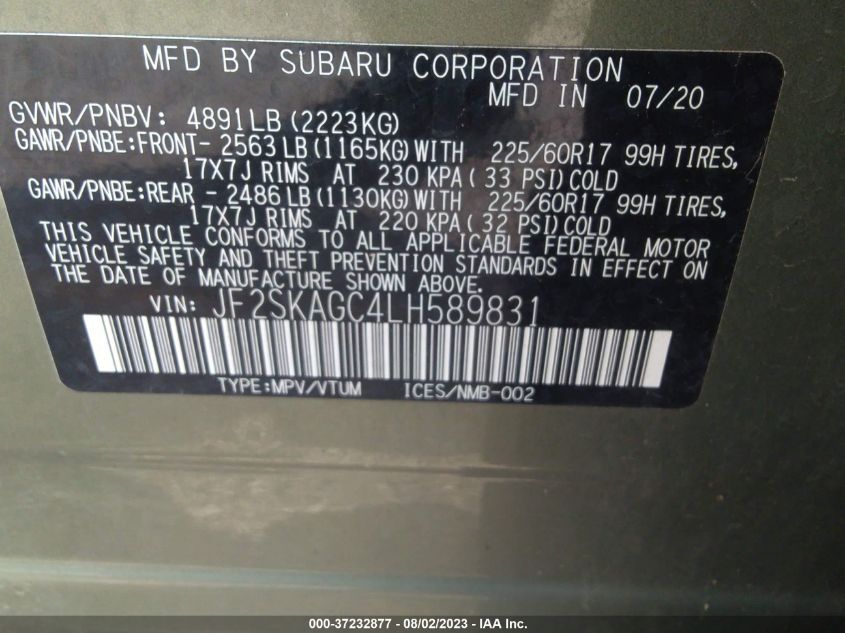 MFD BY SUBARU CORPORATION
MFD IN 07/20
GVWR/PNBV: 4891LB (2223KG)
GAWR/PNBE:FRONT- 2563 LB (1165KG) WITH 225/60R17 99H TIRES,
17X7J RIMS AT 230 KPA ( 33 PSI) COLD
GAWR/PNBE:REAR - 2486 LB (1130KG) WITH 225/60R17 99H TIRES,
17X7J RIMS AT 220 KPA ( 32 PSI) COLD
THIS VEHICLE CONFORMS TO ALL APPLICABLE FEDERAL MOTOR
VEHICLE SAFETY AND THEFT PREVENTION STANDARDS IN EFFECT ON
THE DATE OF MANUFACTURE SHOWN ABOVE.
VIN: JF2SKAGC4LH589831
TYPE:MPV/VTUM ICES/NMB-002
000-37232877 - 08/02/2023 - IAA Inc.